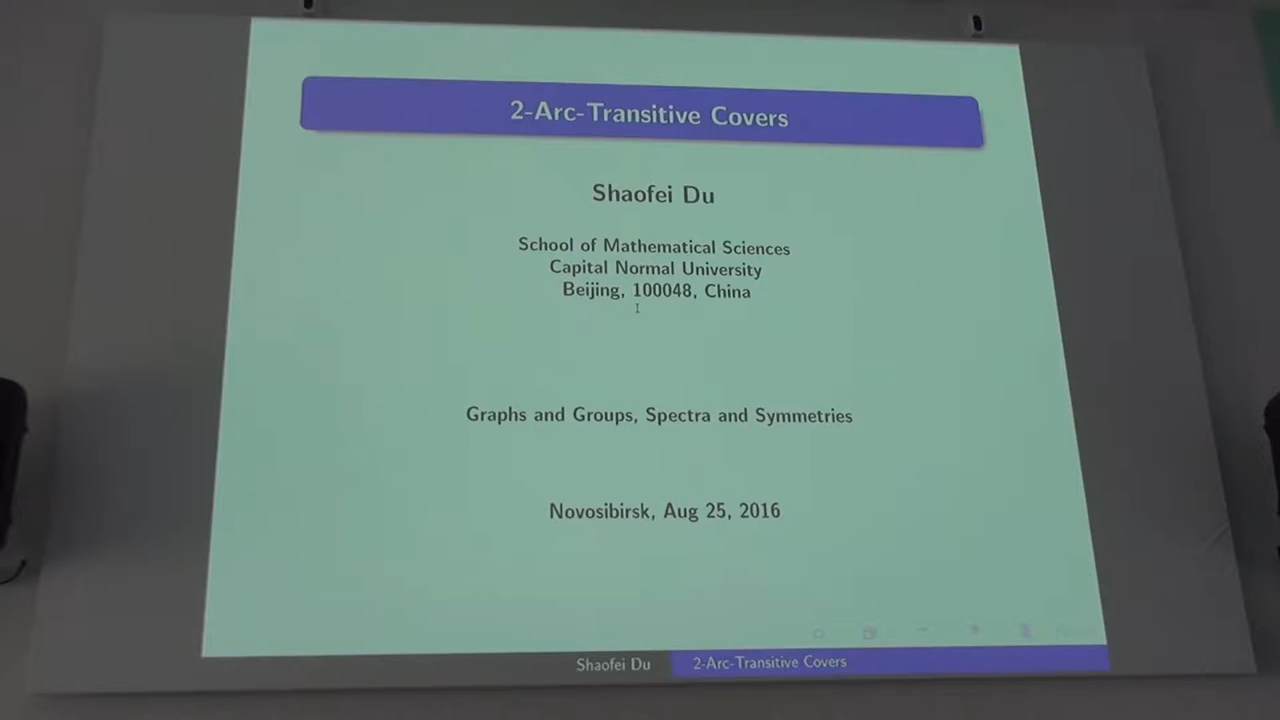 2-Arc-Transitive Covers
Shaofei Du
School of Mathematical Sciences
Capital Normal University
Beijing, 100048, China
Graphs and Groups, Spectra and Symmetries
Novosibirsk, Aug 25, 2016
Shaofei Du
2-Arc-Transitive Covers